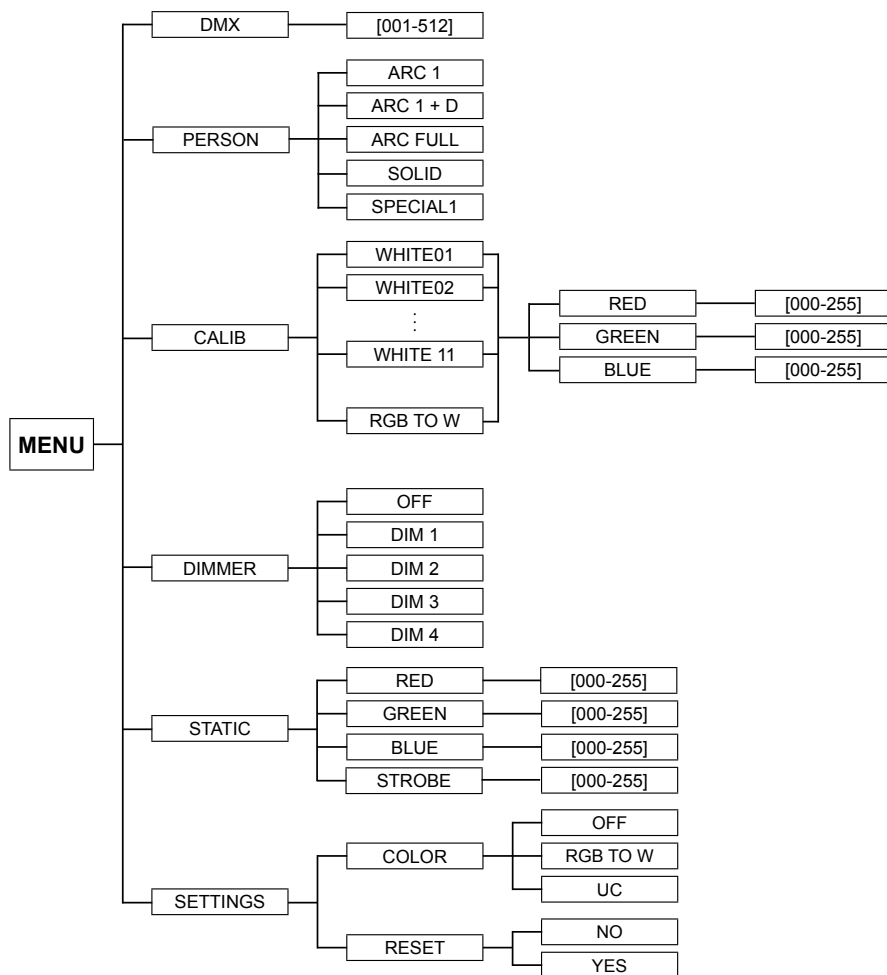 DMX
[001-512]
PERSON
ARC 1
ARC 1 + D
ARC FULL
SOLID
SPECIAL1
CALIB
WHITE01
WHITE02
WHITE 11
RGB TO W
RED
[000-255]
GREEN
[000-255]
BLUE
[000-255]
MENU
DIMMER
OFF
DIM 1
DIM 2
DIM 3
DIM 4
STATIC
RED
[000-255]
GREEN
[000-255]
BLUE
[000-255]
STROBE
[000-255]
SETTINGS
COLOR
OFF
RGB TO W
UC
RESET
NO
YES